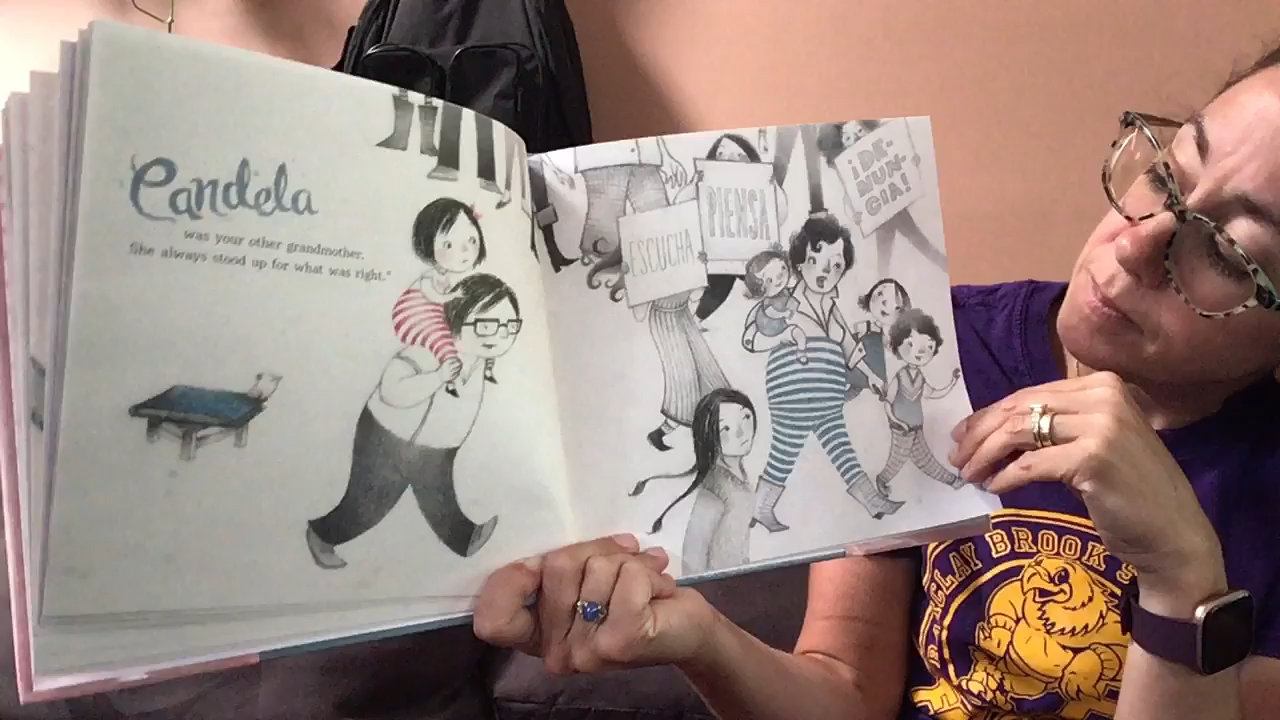 Candela
was your other grandmother.
She always stood up for what was right."
ESCUCHA
PIENSA
¡DE-
NUN-
CIA!
CLAY BROOK S